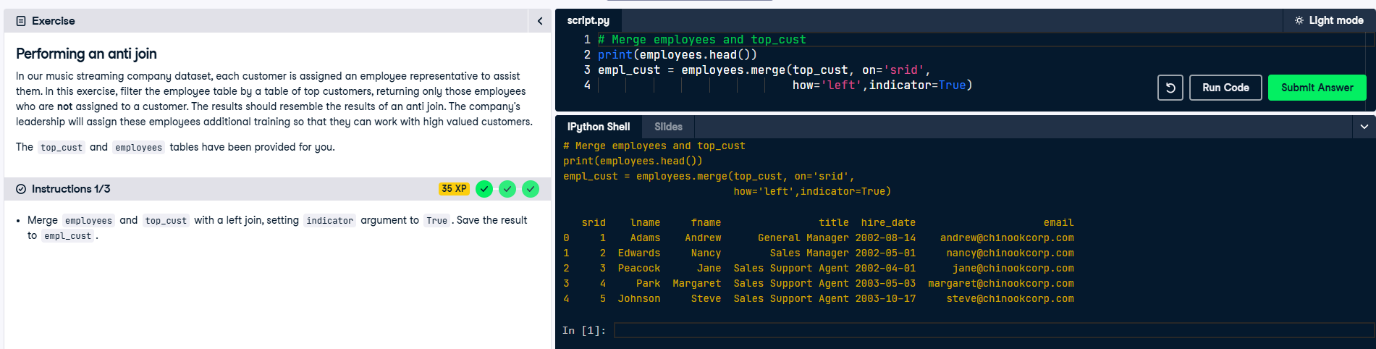 Exercise
Performing an anti join
In our music streaming company dataset, each customer is assigned an employee representative to assist
them. In this exercise, filter the employee table by a table of top customers, returning only those employees
who are not assigned to a customer. The results should resemble the results of an anti join. The company's
leadership will assign these employees additional training so that they can work with high valued customers.
The top_cust and employees tables have been provided for you.
Instructions 1/3
35 XP
• Merge employees and top_cust with a left join, setting indicator argument to True. Save the result
to empl_cust.
script.py
Light mode
1 # Merge employees and top_cust
2 print(employees.head())
3 empl_cust = employees.merge(top_cust, on='srid',
4 how='left',indicator=True)
Run Code
Submit Answer
IPython Shell
Slides
# Merge employees and top_cust
print(employees.head())
empl_cust = employees.merge(top_cust, on='srid',
how='left',indicator=True)
srid lname fname title hire_date email
0 1 Adams Andrew General Manager 2002-08-14 andrew@chinookcorp.com
1 2 Edwards Nancy Sales Manager 2002-05-01 nancy@chinookcorp.com
2 3 Peacock Jane Sales Support Agent 2002-04-01 jane@chinookcorp.com
3 4 Park Margaret Sales Support Agent 2003-05-03 margaret@chinookcorp.com
4 5 Johnson Steve Sales Support Agent 2003-10-17 steve@chinookcorp.com
In [1]: